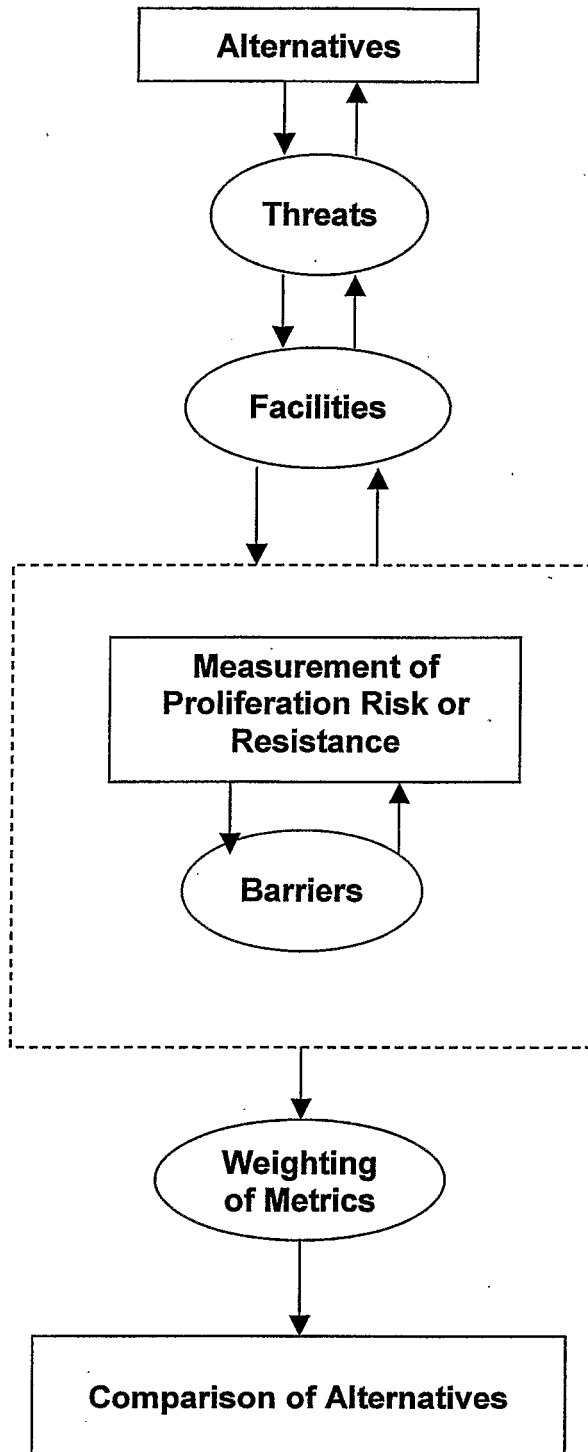 Alternatives
Threats
Facilities
Measurement of
Proliferation Risk or
Resistance
Barriers
Weighting
of Metrics
Comparison of Alternatives